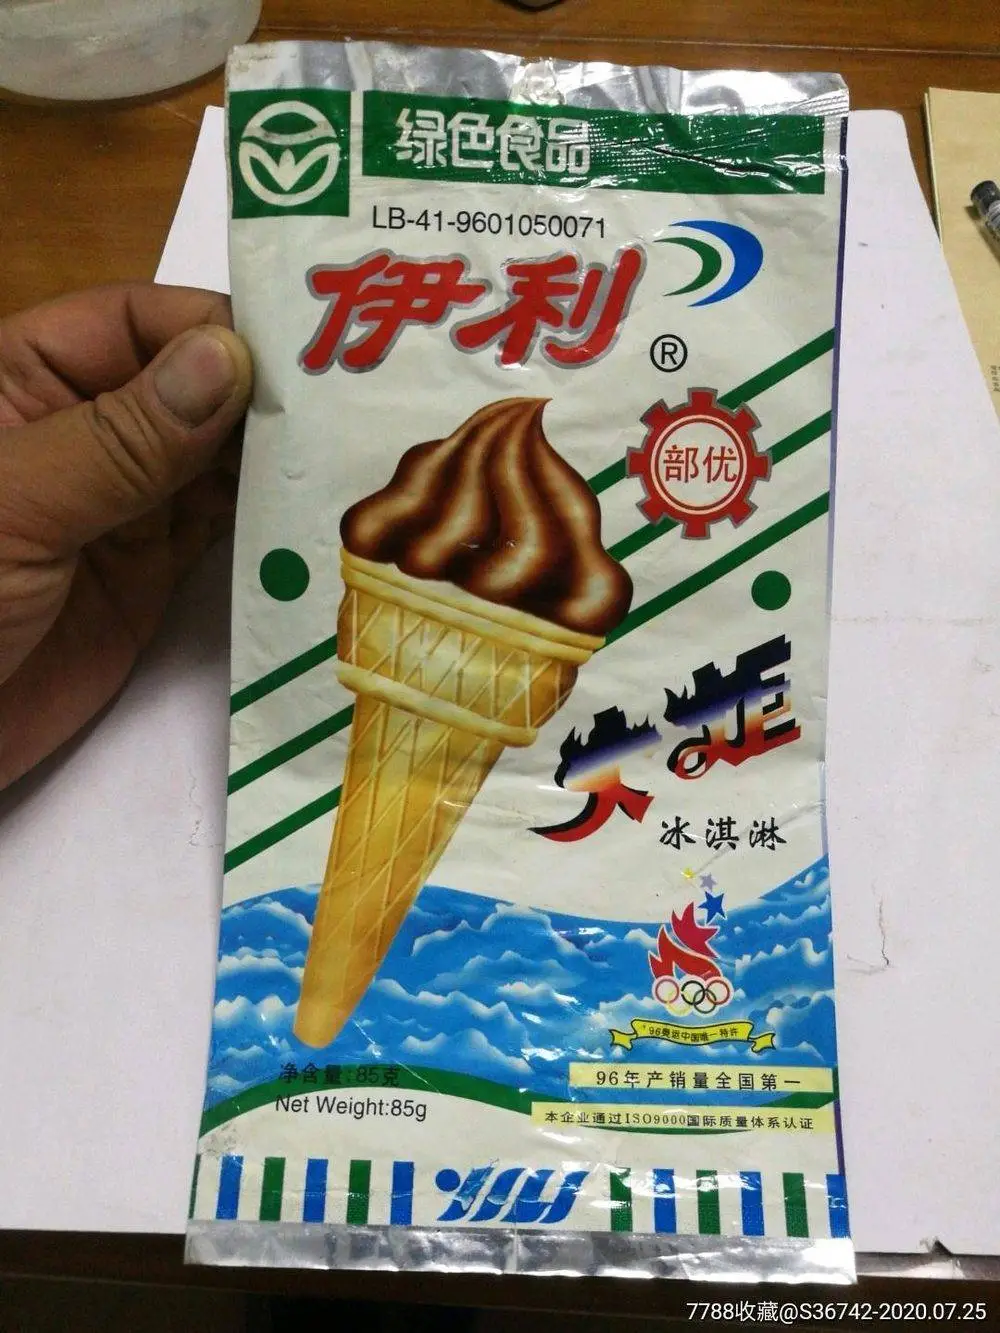 绿色食品
LB-41-9601050071
伊利
®
部优
火炬
冰淇淋
'96奥运中国唯一特许
净含量:85克
Net Weight:85g
96年产销量全国第一
本企业通过ISO9000国际质量体系认证
7788收藏@S36742-2020.07.25